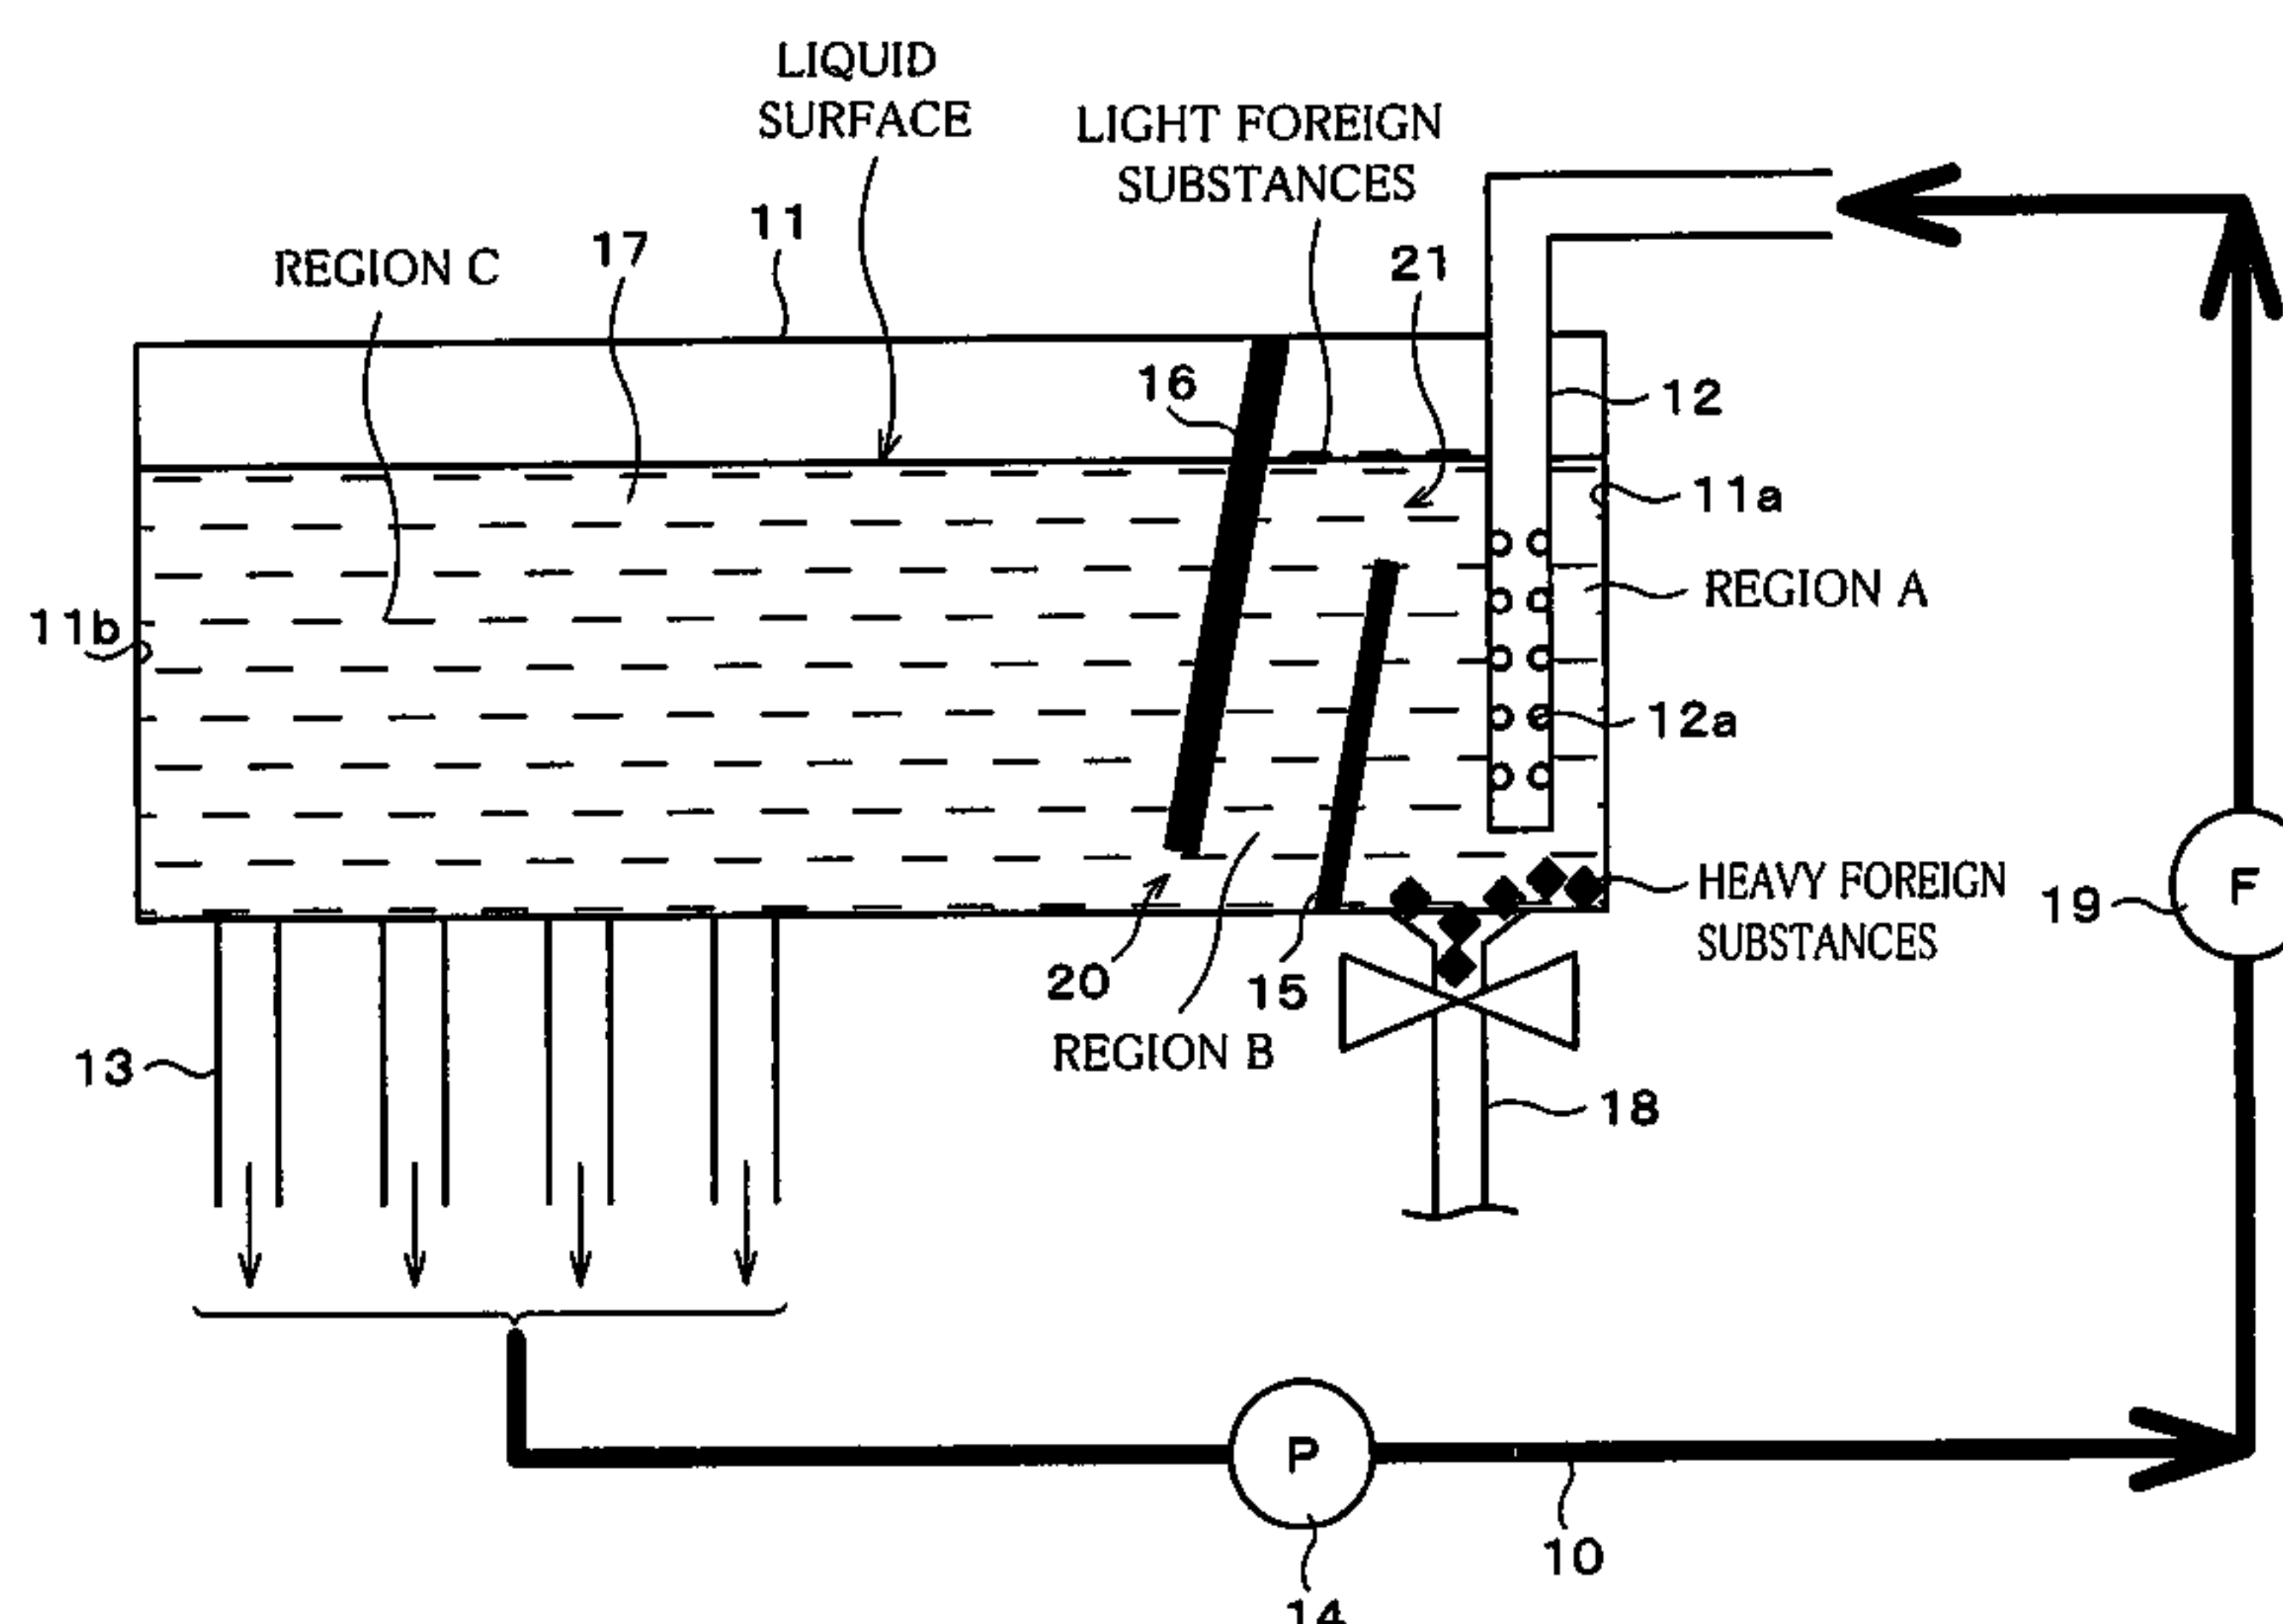 LIQUID
SURFACE
LIGHT FOREIGN
SUBSTANCES
11
17
REGION C
21
16
12
11a
REGION A
11b
12a
HEAVY FOREIGN
SUBSTANCES
19
F
20
15
REGION B
13
18
P
10
14